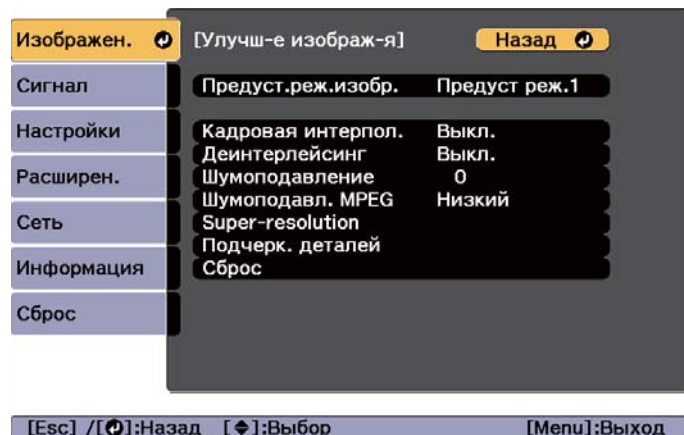 Изображен.
Сигнал
Настройки
Расширен.
Сеть
Информация
Сброс
[Улучш-е изображ-я] Назад
Предуст.реж.изобр. Предуст реж.1
Кадровая интерпол. Выкл.
Деинтерлейсинг Выкл.
Шумоподавление 0
Шумоподавл. MPEG Низкий
Super-resolution
Подчерк. деталей
Сброс
[Esc] /[⏎]:Назад [◆]:Выбор [Menu]:Выход